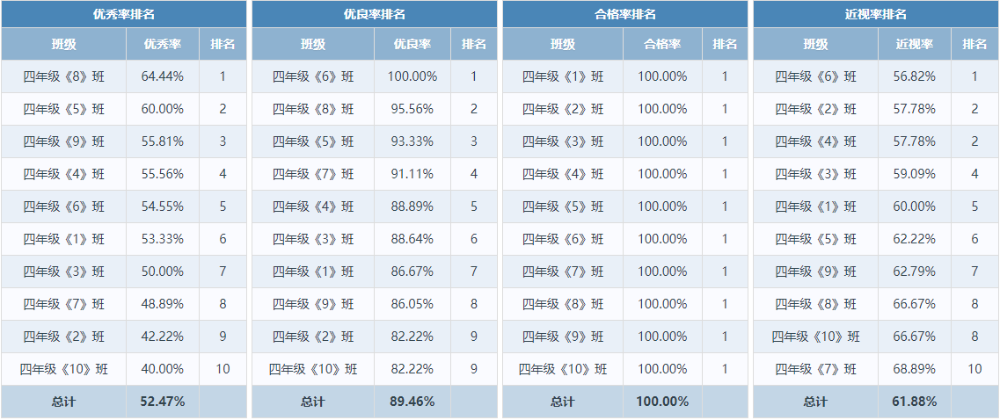 优秀率排名 优良率排名 合格率排名 近视率排名
班级 优秀率 排名 班级 优良率 排名 班级 合格率 排名 班级 近视率 排名
四年级《8》班 64.44% 1 四年级《6》班 100.00% 1 四年级《1》班 100.00% 1 四年级《6》班 56.82% 1
四年级《5》班 60.00% 2 四年级《8》班 95.56% 2 四年级《2》班 100.00% 1 四年级《2》班 57.78% 2
四年级《9》班 55.81% 3 四年级《5》班 93.33% 3 四年级《3》班 100.00% 1 四年级《4》班 57.78% 2
四年级《4》班 55.56% 4 四年级《7》班 91.11% 4 四年级《4》班 100.00% 1 四年级《3》班 59.09% 4
四年级《6》班 54.55% 5 四年级《4》班 88.89% 5 四年级《5》班 100.00% 1 四年级《1》班 60.00% 5
四年级《1》班 53.33% 6 四年级《3》班 88.64% 6 四年级《6》班 100.00% 1 四年级《5》班 62.22% 6
四年级《3》班 50.00% 7 四年级《1》班 86.67% 7 四年级《7》班 100.00% 1 四年级《9》班 62.79% 7
四年级《7》班 48.89% 8 四年级《9》班 86.05% 8 四年级《8》班 100.00% 1 四年级《8》班 66.67% 8
四年级《2》班 42.22% 9 四年级《2》班 82.22% 9 四年级《9》班 100.00% 1 四年级《10》班 66.67% 8
四年级《10》班 40.00% 10 四年级《10》班 82.22% 9 四年级《10》班 100.00% 1 四年级《7》班 68.89% 10
总计 52.47% 总计 89.46% 总计 100.00% 总计 61.88%